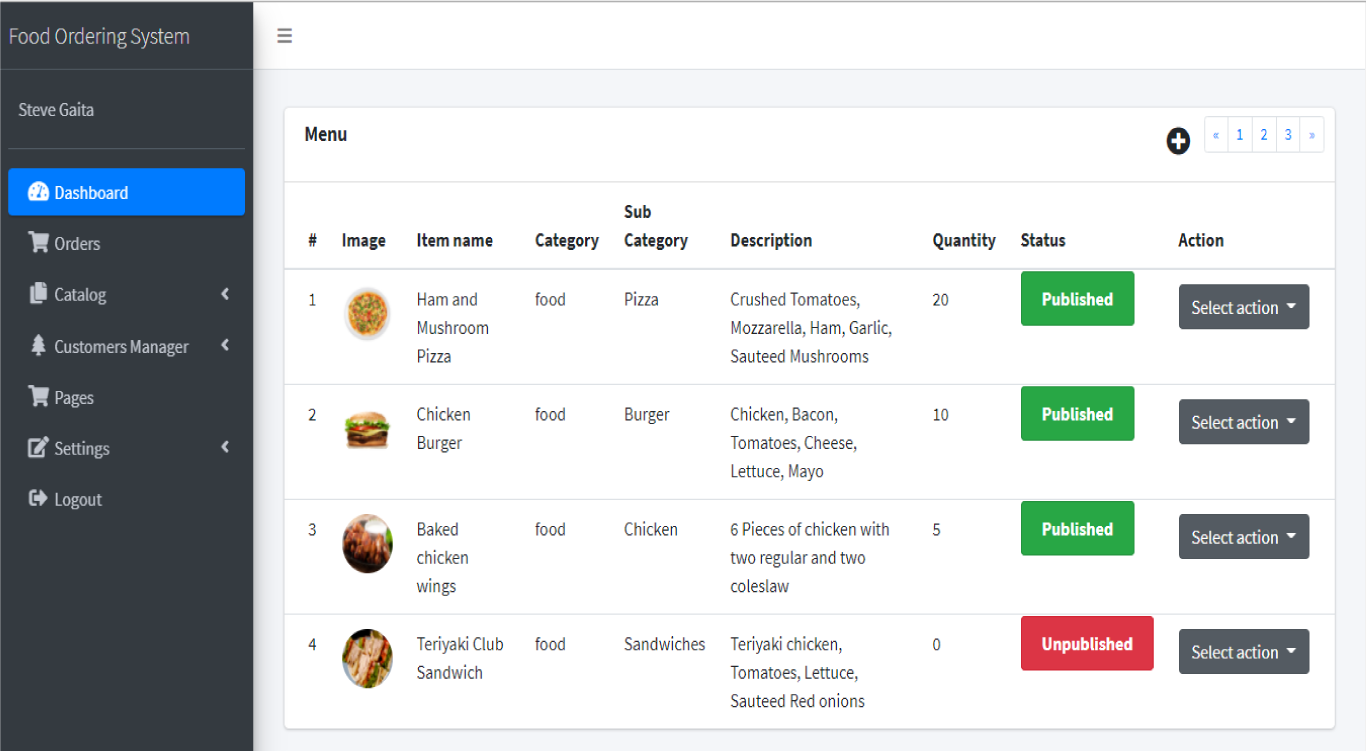 Food Ordering System
Steve Gaita
Dashboard
Orders
Catalog
Customers Manager
Pages
Settings
Logout
Menu
« 1 2 3 »
# Image Item name Category Sub Category Description Quantity Status Action
1 Ham and Mushroom Pizza food Pizza Crushed Tomatoes, Mozzarella, Ham, Garlic, Sauteed Mushrooms 20 Published Select action
2 Chicken Burger food Burger Chicken, Bacon, Tomatoes, Cheese, Lettuce, Mayo 10 Published Select action
3 Baked chicken wings food Chicken 6 Pieces of chicken with two regular and two coleslaw 5 Published Select action
4 Teriyaki Club Sandwich food Sandwiches Teriyaki chicken, Tomatoes, Lettuce, Sauteed Red onions 0 Unpublished Select action